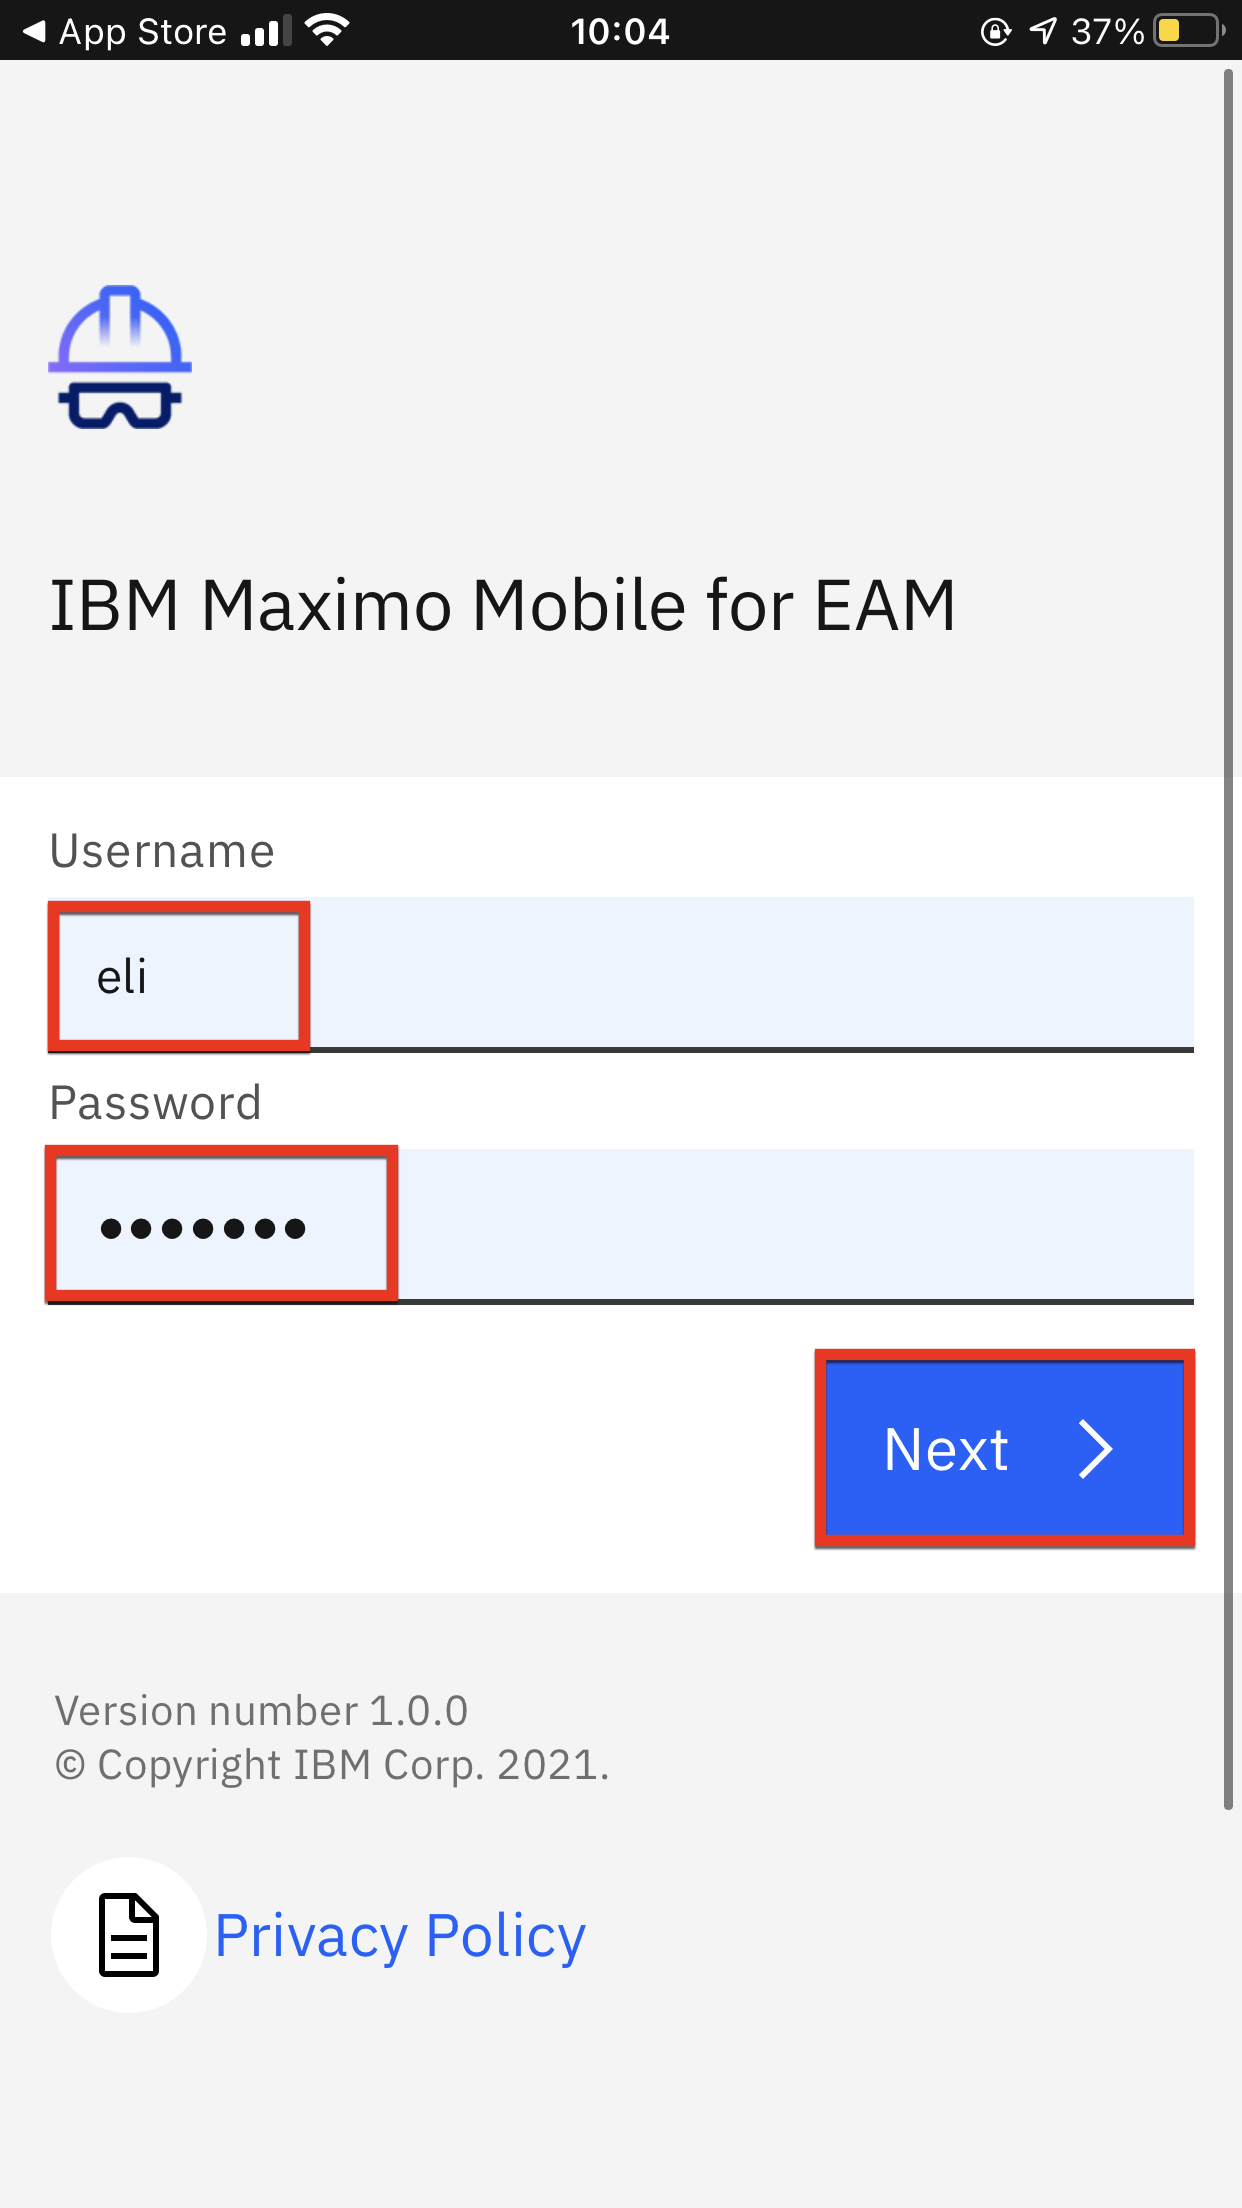 App Store 10:04 37%
IBM Maximo Mobile for EAM
Username
eli
Password
•••••••
Next
Version number 1.0.0
© Copyright IBM Corp. 2021.
Privacy Policy